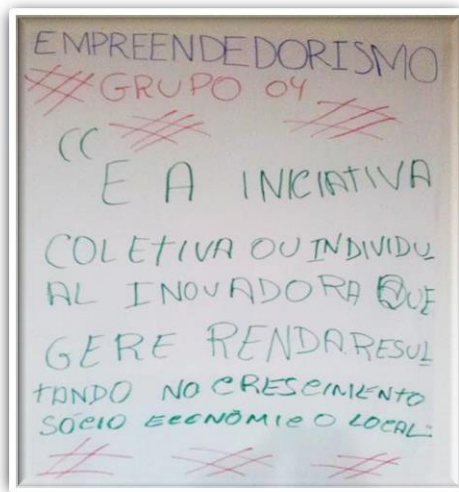 EMPREENDEDORISMO
GRUPO 04
“
E A INICIATIVA
COLETIVA OU INDIVIDU
AL INOVADORA QUE
GERE RENDA RESUL
TANDO NO CRESCIMENTO
SÓCIO ECONÔMICO LOCAL.